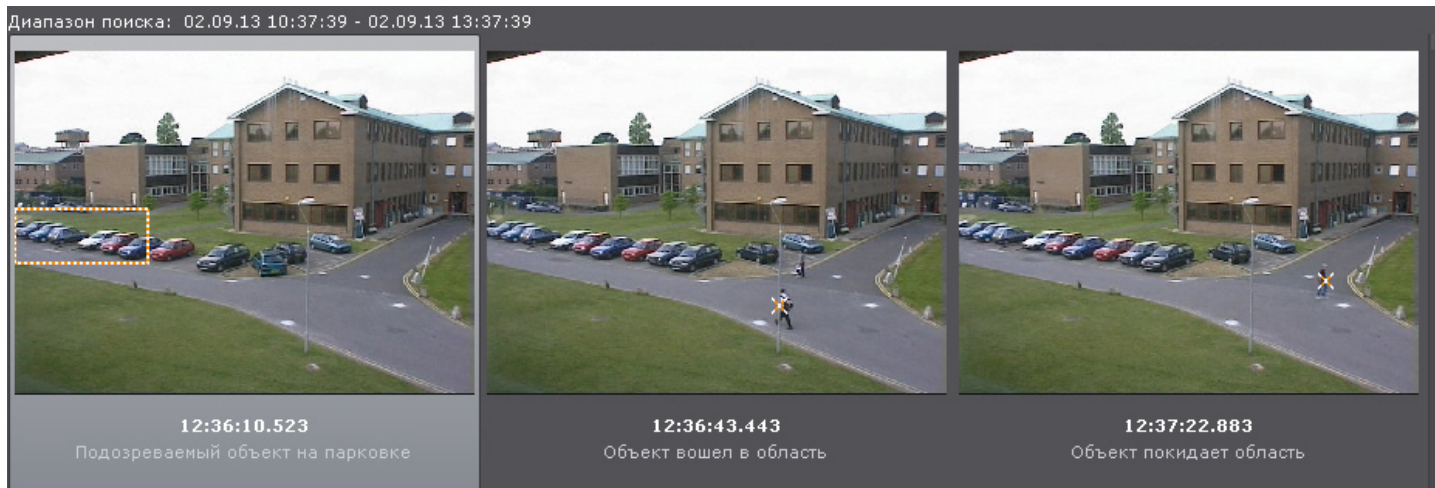 Диапазон поиска: 02.09.13 10:37:39 - 02.09.13 13:37:39
12:36:10.523
Подозреваемый объект на парковке
12:36:43.443
Объект вошел в область
12:37:22.883
Объект покидает область